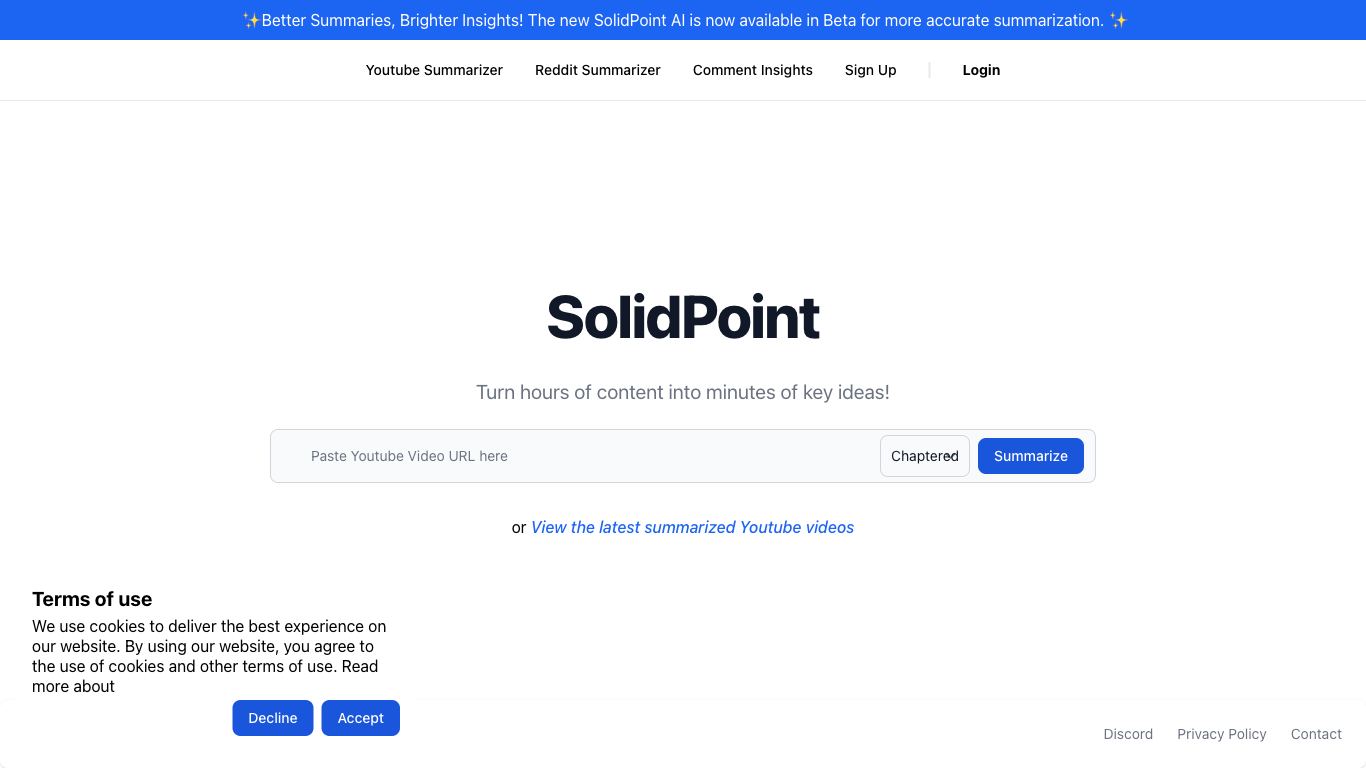 ✨Better Summaries, Brighter Insights! The new SolidPoint AI is now available in Beta for more accurate summarization. ✨
Youtube Summarizer Reddit Summarizer Comment Insights Sign Up Login
SolidPoint
Turn hours of content into minutes of key ideas!
Paste Youtube Video URL here Chaptered Summarize
or View the latest summarized Youtube videos
Terms of use
We use cookies to deliver the best experience on
our website. By using our website, you agree to
the use of cookies and other terms of use. Read
more about
Decline Accept
Discord Privacy Policy Contact